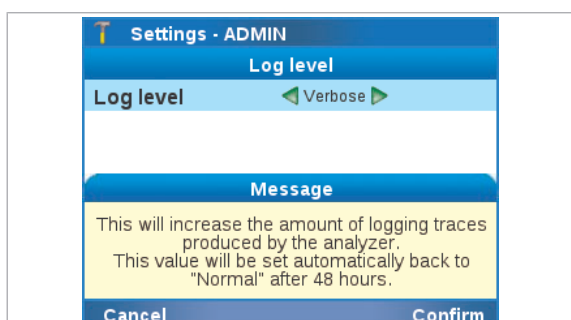 Settings - ADMIN
Log level
Log level Verbose
Message
This will increase the amount of logging traces
produced by the analyzer.
This value will be set automatically back to
"Normal" after 48 hours.
Cancel Confirm